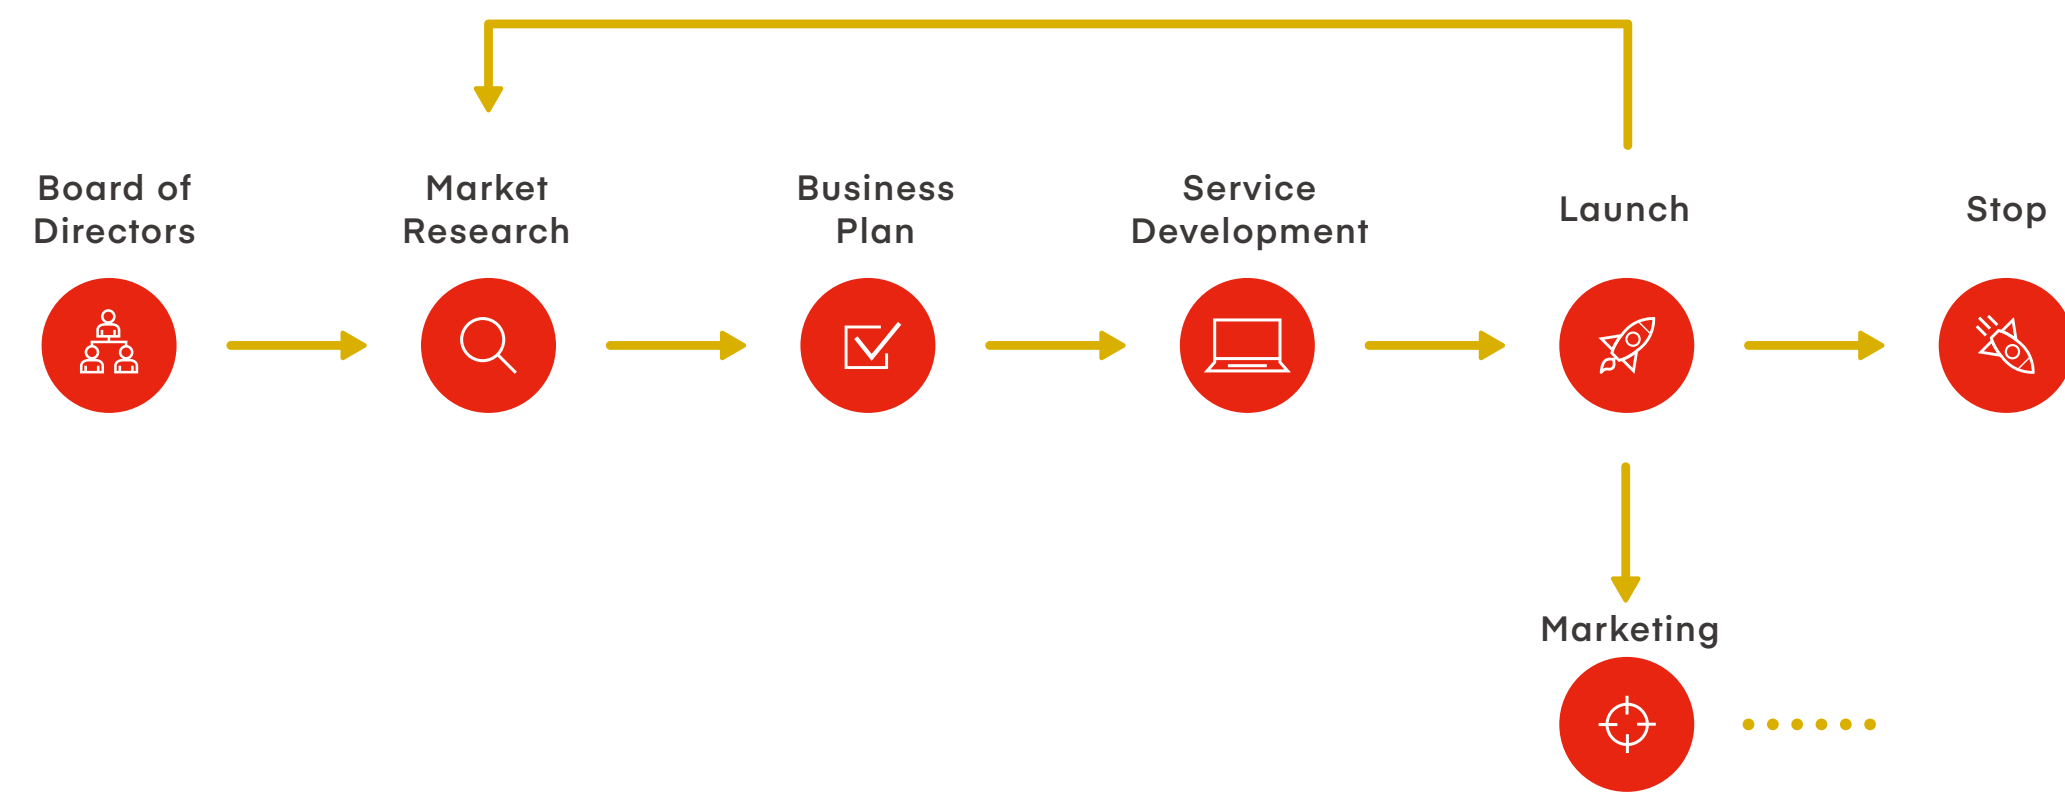 Board of
Directors
Market
Research
Business
Plan
Service
Development
Launch
Stop
Marketing